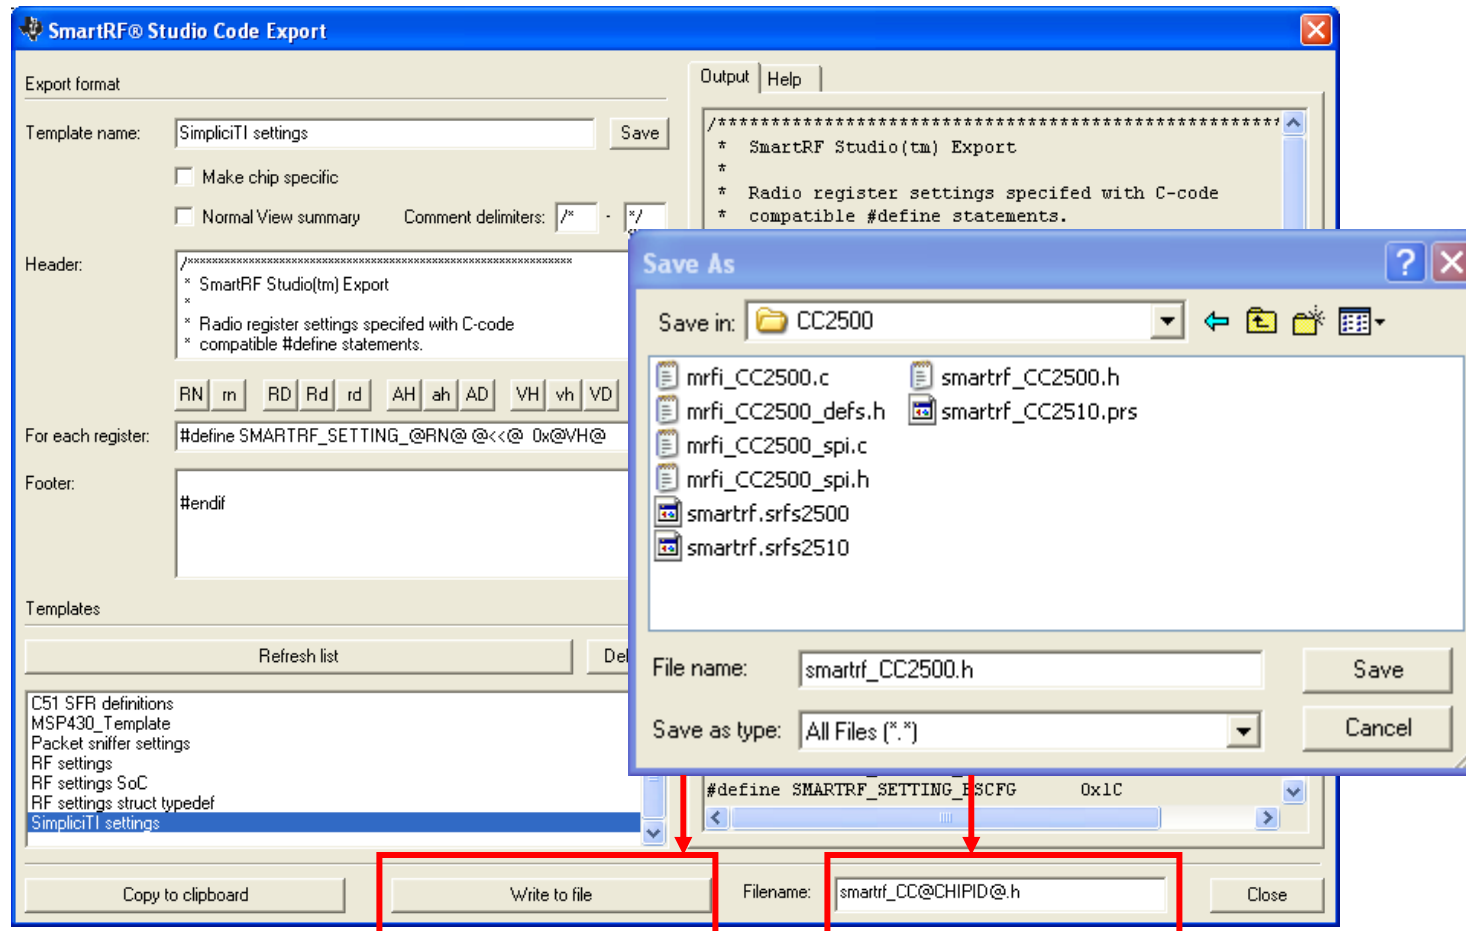 SmartRF® Studio Code Export
Export format
Template name:
SimpliciTI settings
Save
Make chip specific
Normal View summary
Comment delimiters:
/*
-
*/
Header:
/************************************************************
* SmartRF Studio(tm) Export
*
* Radio register settings specifed with C-code
* compatible #define statements.
RN
rn
RD
Rd
rd
AH
ah
AD
VH
vh
VD
For each register:
#define SMARTRF_SETTING_@RN@ @<<@ 0x@VH@
Footer:
#endif
Templates
Refresh list
Del
C51 SFR definitions
MSP430_Template
Packet sniffer settings
RF settings
RF settings SoC
RF settings struct typedef
SimpliciTI settings
Copy to clipboard
Write to file
Filename:
smartrf_CC@CHIPID@.h
Close
Output
Help
/*****************************************************
* SmartRF Studio(tm) Export
*
* Radio register settings specifed with C-code
* compatible #define statements.
#define SMARTRF_SETTING_BSCFG 0x1C
Save As
Save in:
CC2500
mrfi_CC2500.c
mrfi_CC2500_defs.h
mrfi_CC2500_spi.c
mrfi_CC2500_spi.h
smartrf.srfs2500
smartrf.srfs2510
smartrf_CC2500.h
smartrf_CC2510.prs
File name:
smartrf_CC2500.h
Save
Save as type:
All Files (*.*)
Cancel